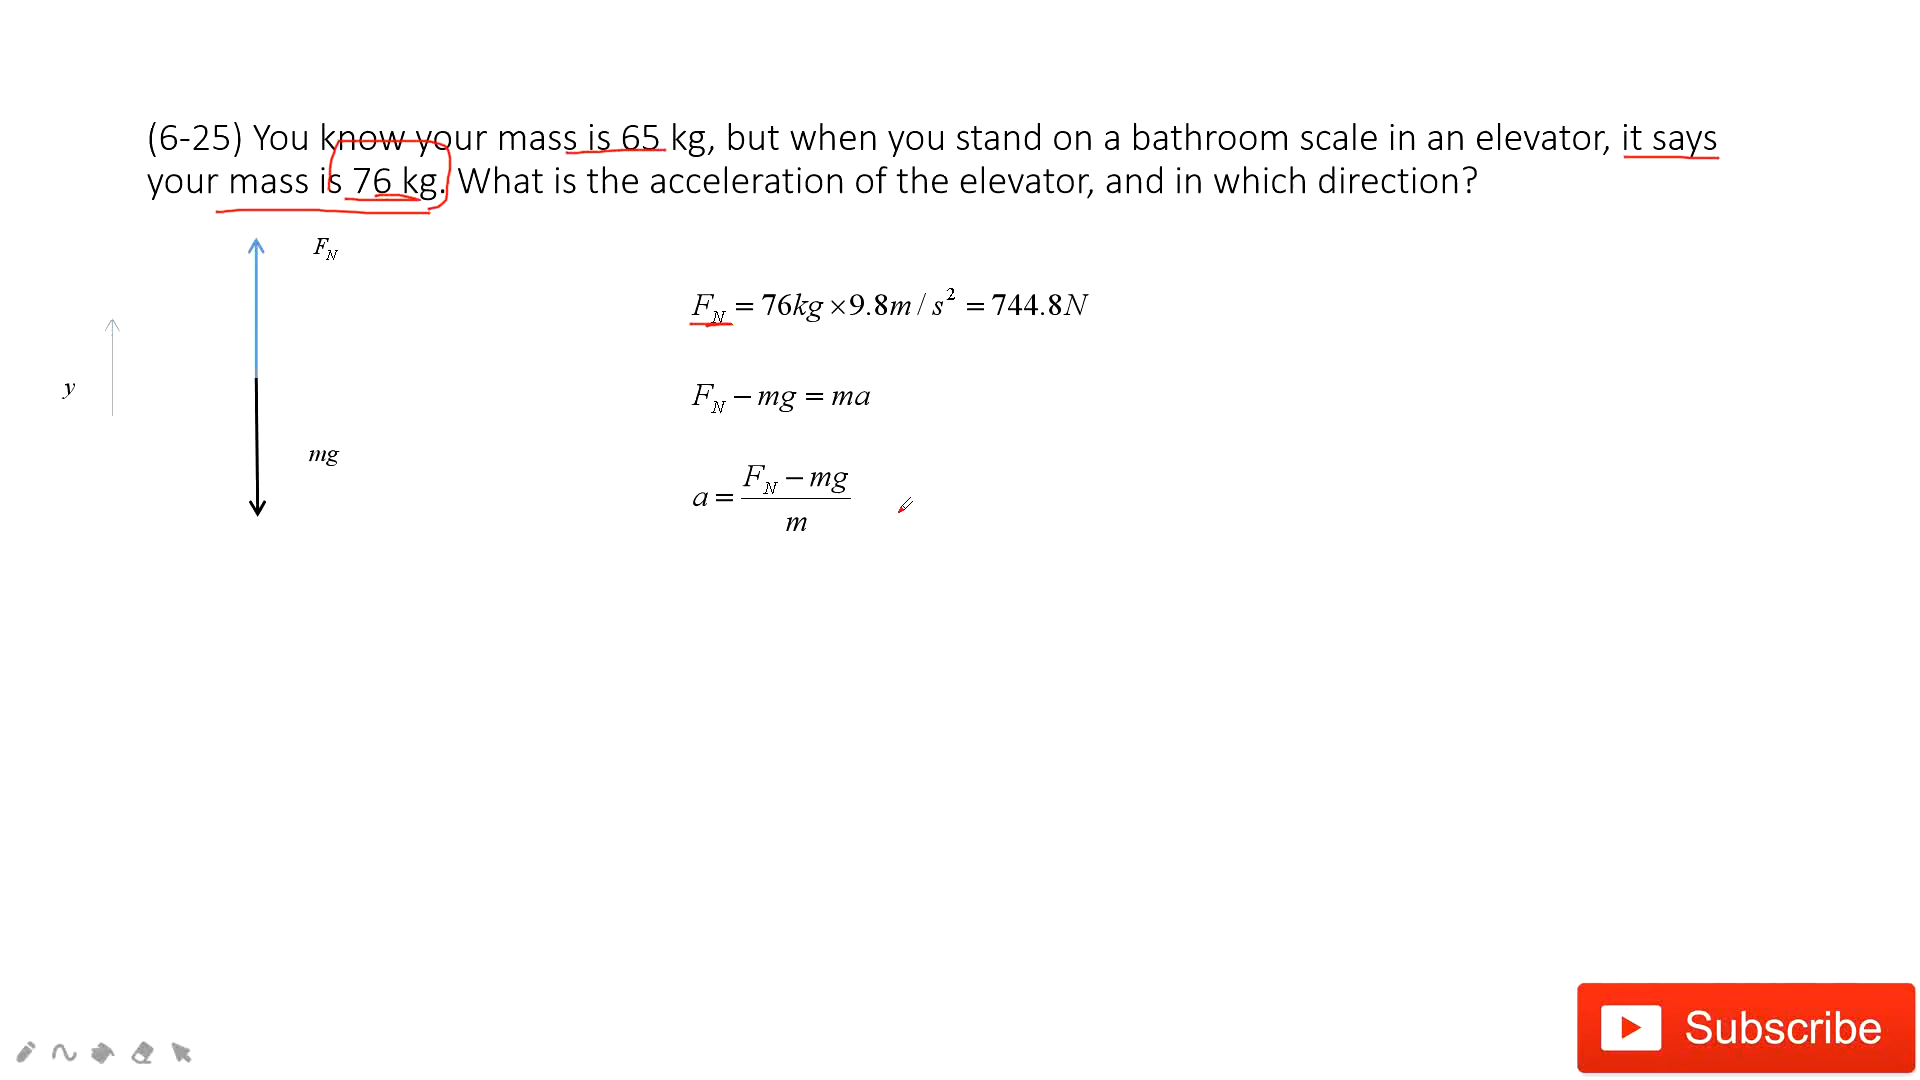 (6-25) You know your mass is 65 kg, but when you stand on a bathroom scale in an elevator, it says
your mass is 76 kg. What is the acceleration of the elevator, and in which direction?
F_N
F_N = 76kg × 9.8m / s² = 744.8N
y
F_N − mg = ma
mg
a = (F_N − mg) / m
Subscribe